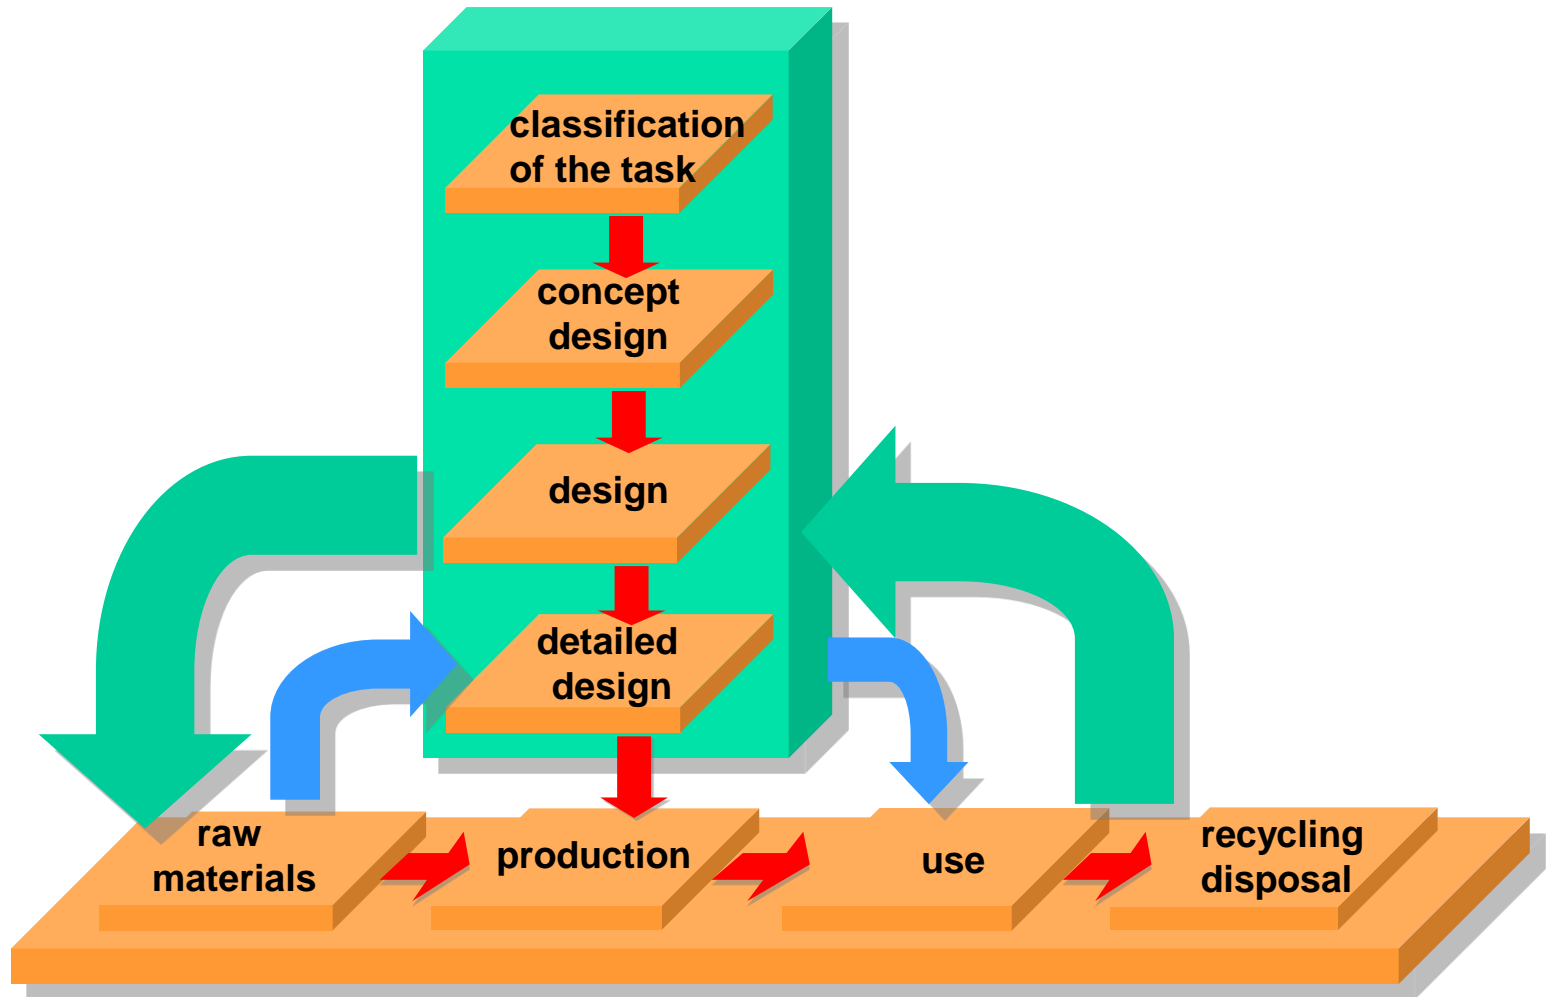 classification
of the task
concept
design
design
detailed
design
raw
materials
production
use
recycling
disposal